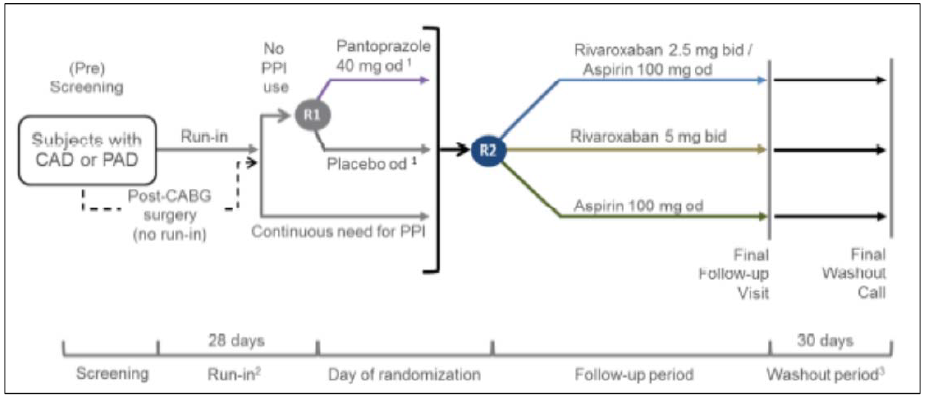 (Pre)
Screening
Subjects with
CAD or PAD
Run-in
Post-CABG
surgery
(no run-in)
No
PPI
use
R1
Pantoprazole
40 mg od ¹
Placebo od ¹
Continuous need for PPI
R2
Rivaroxaban 2.5 mg bid /
Aspirin 100 mg od
Rivaroxaban 5 mg bid
Aspirin 100 mg od
Final
Follow-up
Visit
Final
Washout
Call
28 days
30 days
Screening
Run-in²
Day of randomization
Follow-up period
Washout period³